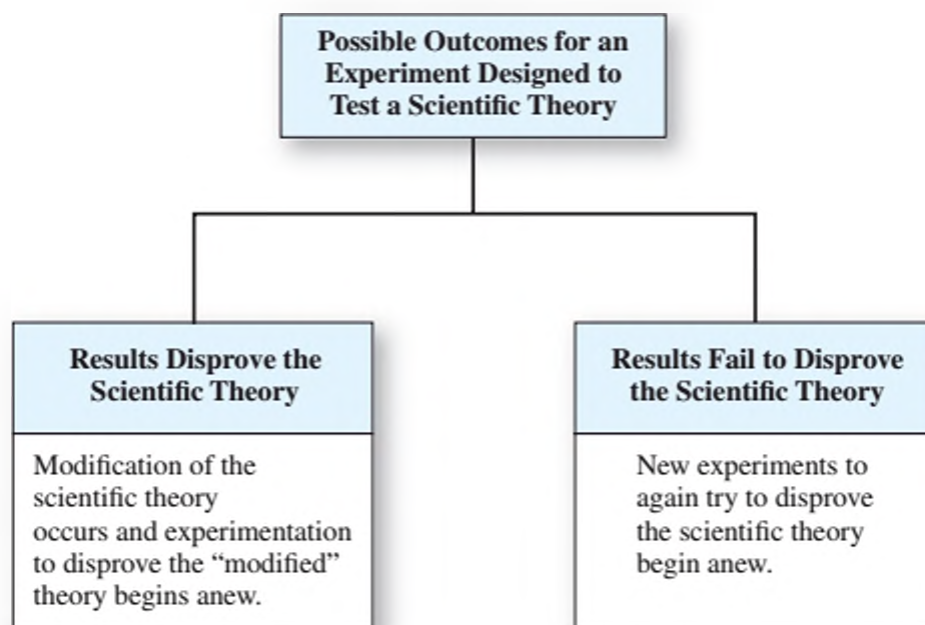 Possible Outcomes for an
Experiment Designed to
Test a Scientific Theory
Results Disprove the
Scientific Theory
Modification of the
scientific theory
occurs and experimentation
to disprove the “modified”
theory begins anew.
Results Fail to Disprove
the Scientific Theory
New experiments to
again try to disprove
the scientific theory
begin anew.